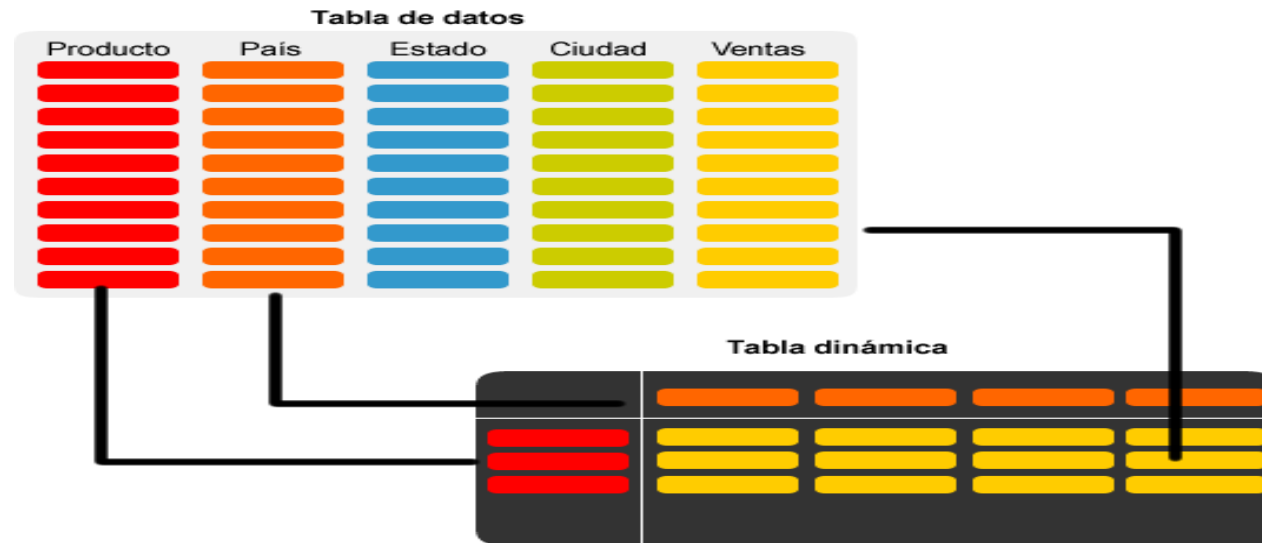 Tabla de datos
Producto País Estado Ciudad Ventas
Tabla dinámica